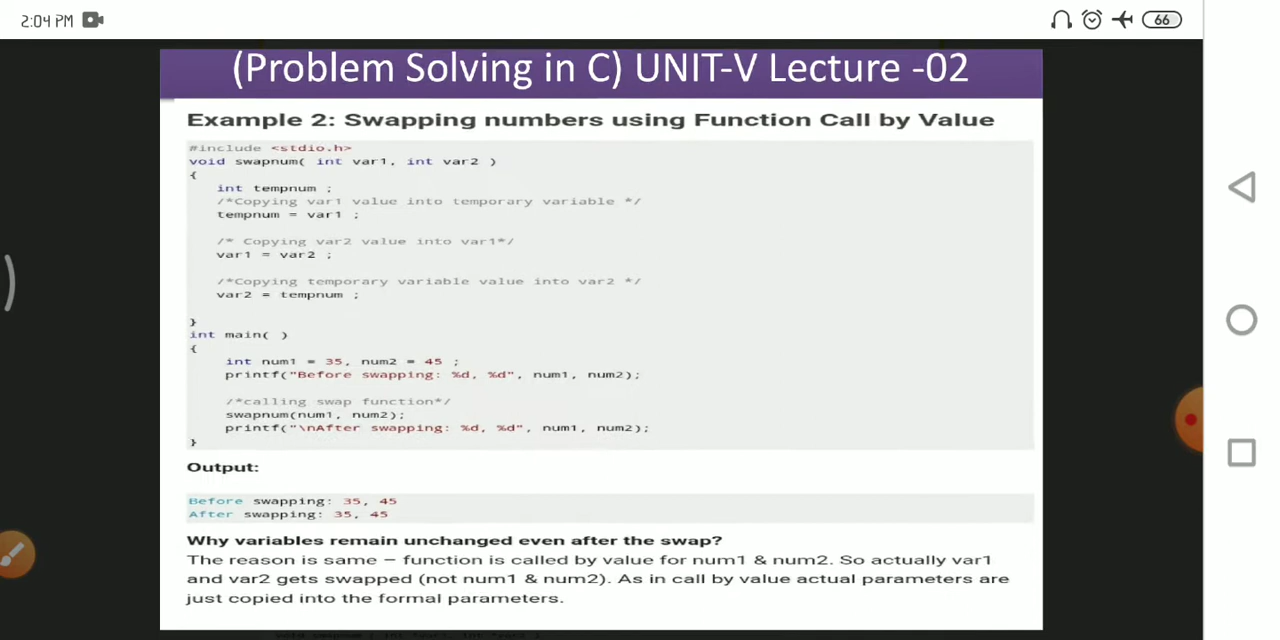 2:04 PM
66
(Problem Solving in C) UNIT-V Lecture -02
Example 2: Swapping numbers using Function Call by Value
#include <stdio.h>
void swapnum( int var1, int var2 )
{
int tempnum ;
/*Copying var1 value into temporary variable */
tempnum = var1 ;
/* Copying var2 value into var1*/
var1 = var2 ;
/*Copying temporary variable value into var2 */
var2 = tempnum ;
}
int main( )
{
int num1 = 35, num2 = 45 ;
printf("Before swapping: %d, %d", num1, num2);
/*calling swap function*/
swapnum(num1, num2);
printf("\nAfter swapping: %d, %d", num1, num2);
}
Output:
Before swapping: 35, 45
After swapping: 35, 45
Why variables remain unchanged even after the swap?
The reason is same – function is called by value for num1 & num2. So actually var1
and var2 gets swapped (not num1 & num2). As in call by value actual parameters are
just copied into the formal parameters.